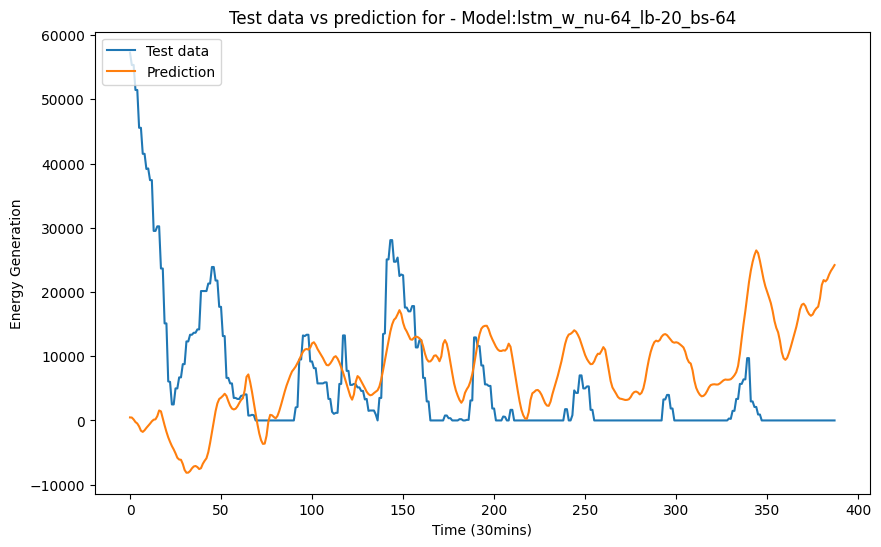 Test data vs prediction for - Model:lstm_w_nu-64_lb-20_bs-64
Test data
Prediction
60000
50000
40000
30000
20000
10000
0
−10000
Energy Generation
0 50 100 150 200 250 300 350 400
Time (30mins)